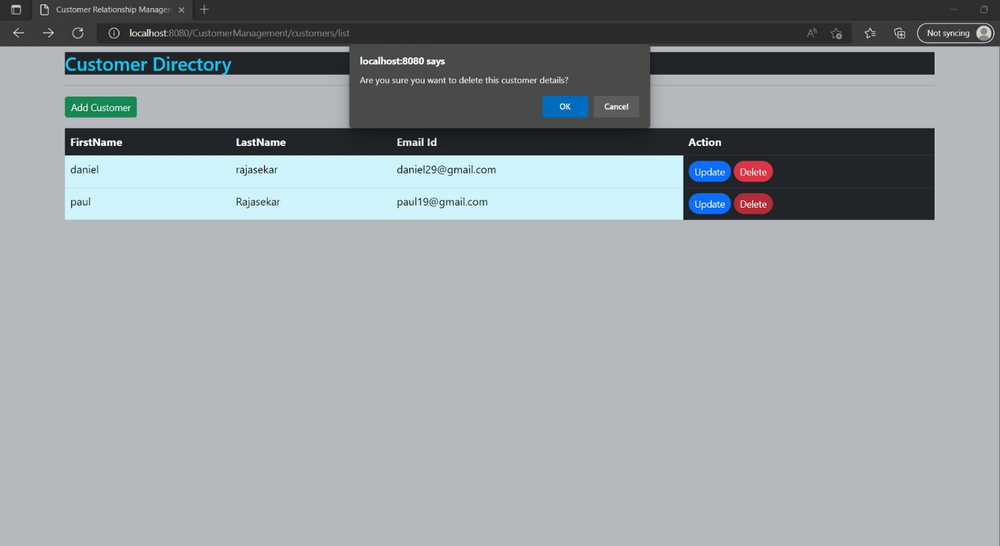 Customer Relationship Managem
localhost:8080/CustomerManagement/customers/list
Not syncing
localhost:8080 says
Are you sure you want to delete this customer details?
OK Cancel
Customer Directory
Add Customer
FirstName LastName Email Id Action
daniel rajasekar daniel29@gmail.com Update Delete
paul Rajasekar paul19@gmail.com Update Delete